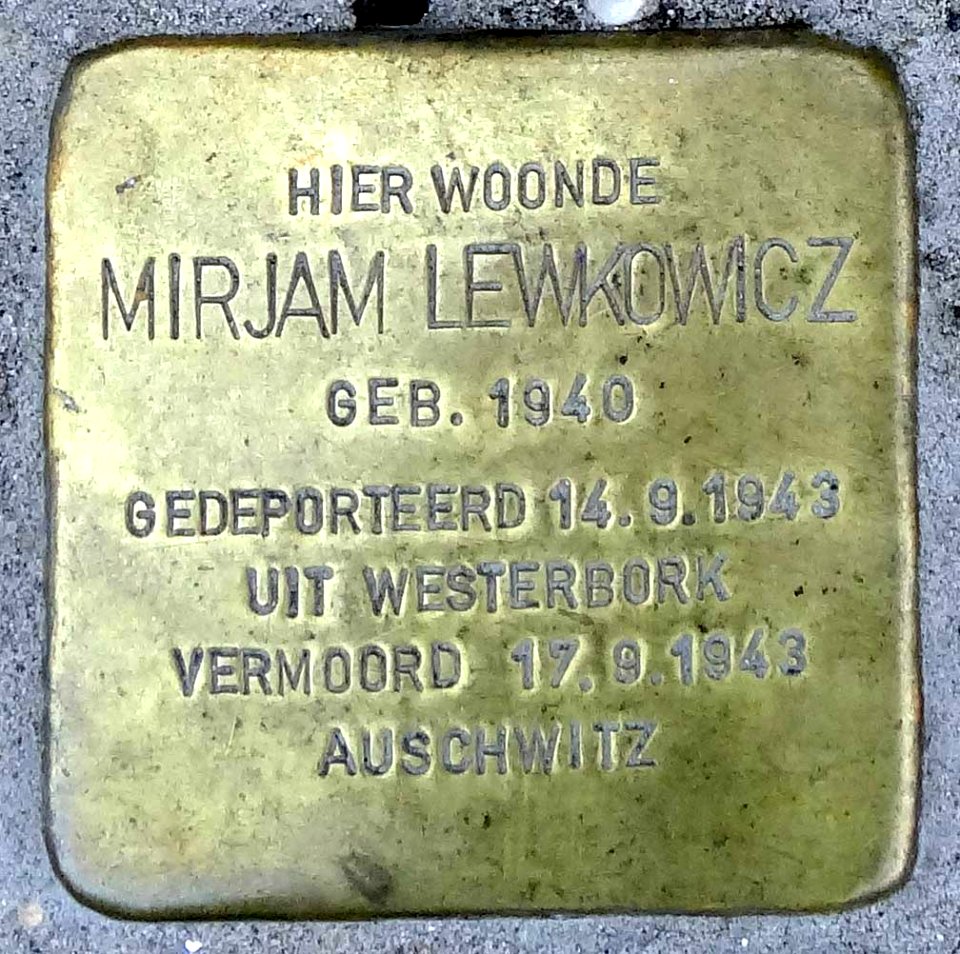 HIER WOONDE
MIRJAM LEWKOWICZ
GEB. 1940
GEDEPORTEERD 14.9.1943
UIT WESTERBORK
VERMOORD 17.9.1943
AUSCHWITZ